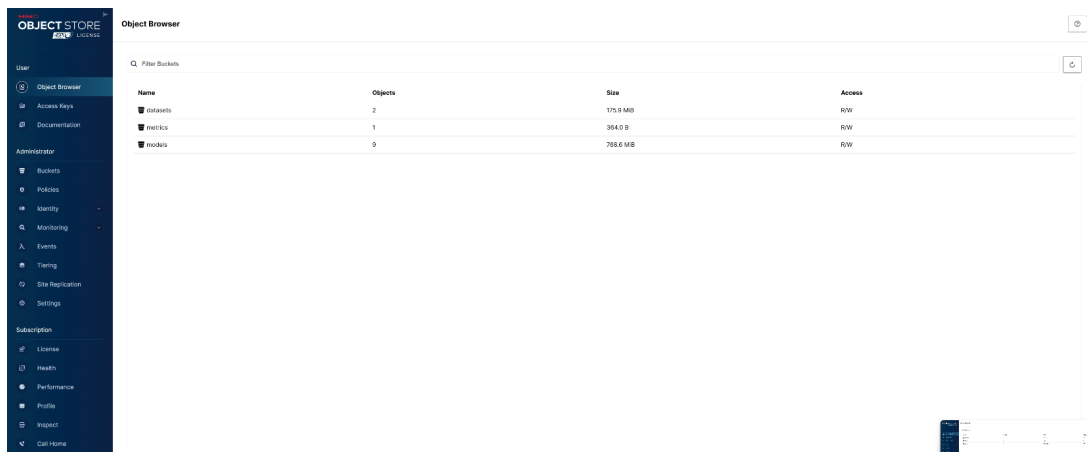 OBJECT STORE
LICENSE
User
Object Browser
Access Keys
Documentation
Administrator
Buckets
Policies
Identity
Monitoring
Events
Tiering
Site Replication
Settings
Subscription
License
Health
Performance
Profile
Inspect
Call Home
Object Browser
Filter Buckets
Name Objects Size Access
datasets 2 175.9 MiB R/W
metrics 1 364.0 B R/W
models 9 768.6 MiB R/W